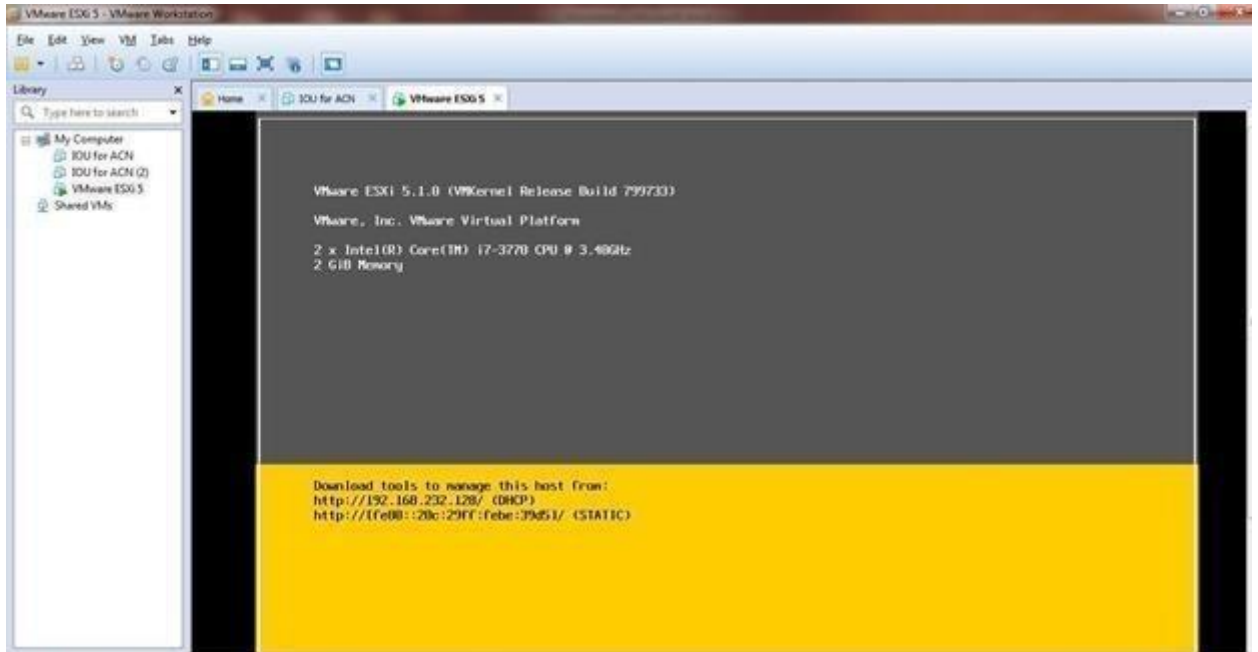 VMware ESXi 5 - VMware Workstation
File Edit View VM Tabs Help
Library
Type here to search
My Computer
IOU for ACN
IOU for ACN (2)
VMware ESXi 5
Shared VMs
Home
IOU for ACN
VMware ESXi 5
VMware ESXi 5.1.0 (VMKernel Release Build 799733)
VMware, Inc. VMware Virtual Platform
2 x Intel(R) Core(TM) i7-3770 CPU @ 3.40GHz
2 GiB Memory
Download tools to manage this host from:
http://192.168.232.128/ (DHCP)
http://[fe80::20c:29ff:febe:39d5]/ (STATIC)